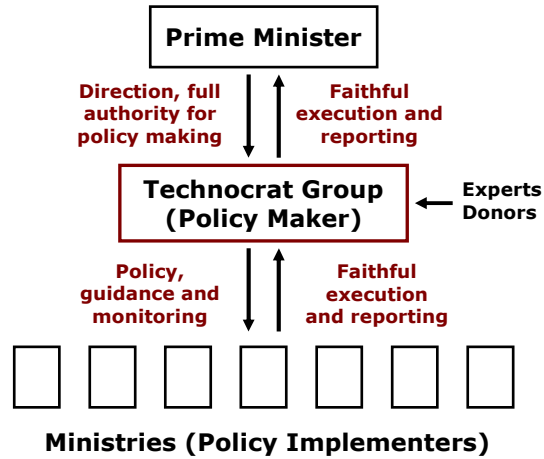 Prime Minister
Direction, full
authority for
policy making
Faithful
execution and
reporting
Technocrat Group
(Policy Maker)
Experts
Donors
Policy,
guidance and
monitoring
Faithful
execution
and reporting
Ministries (Policy Implementers)